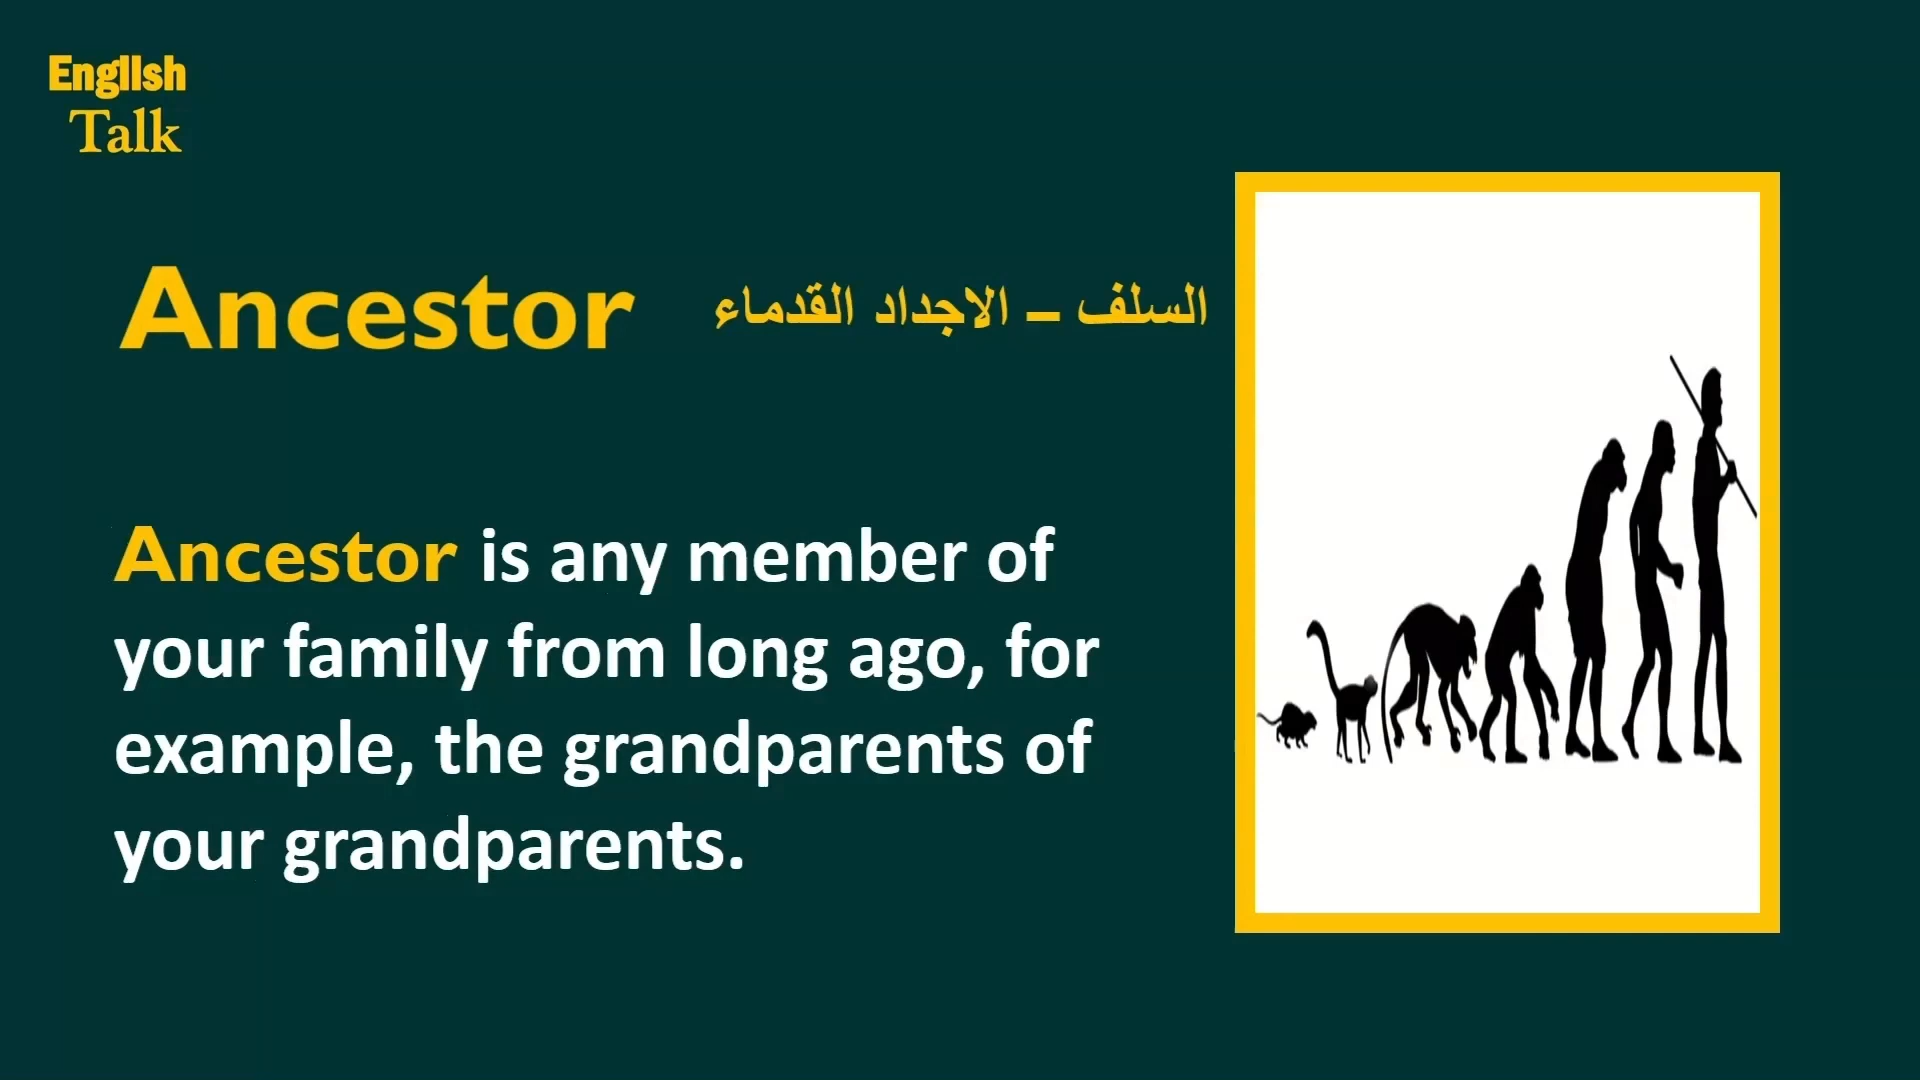 English
Talk
Ancestor
السلف – الاجداد القدماء
Ancestor is any member of
your family from long ago, for
example, the grandparents of
your grandparents.